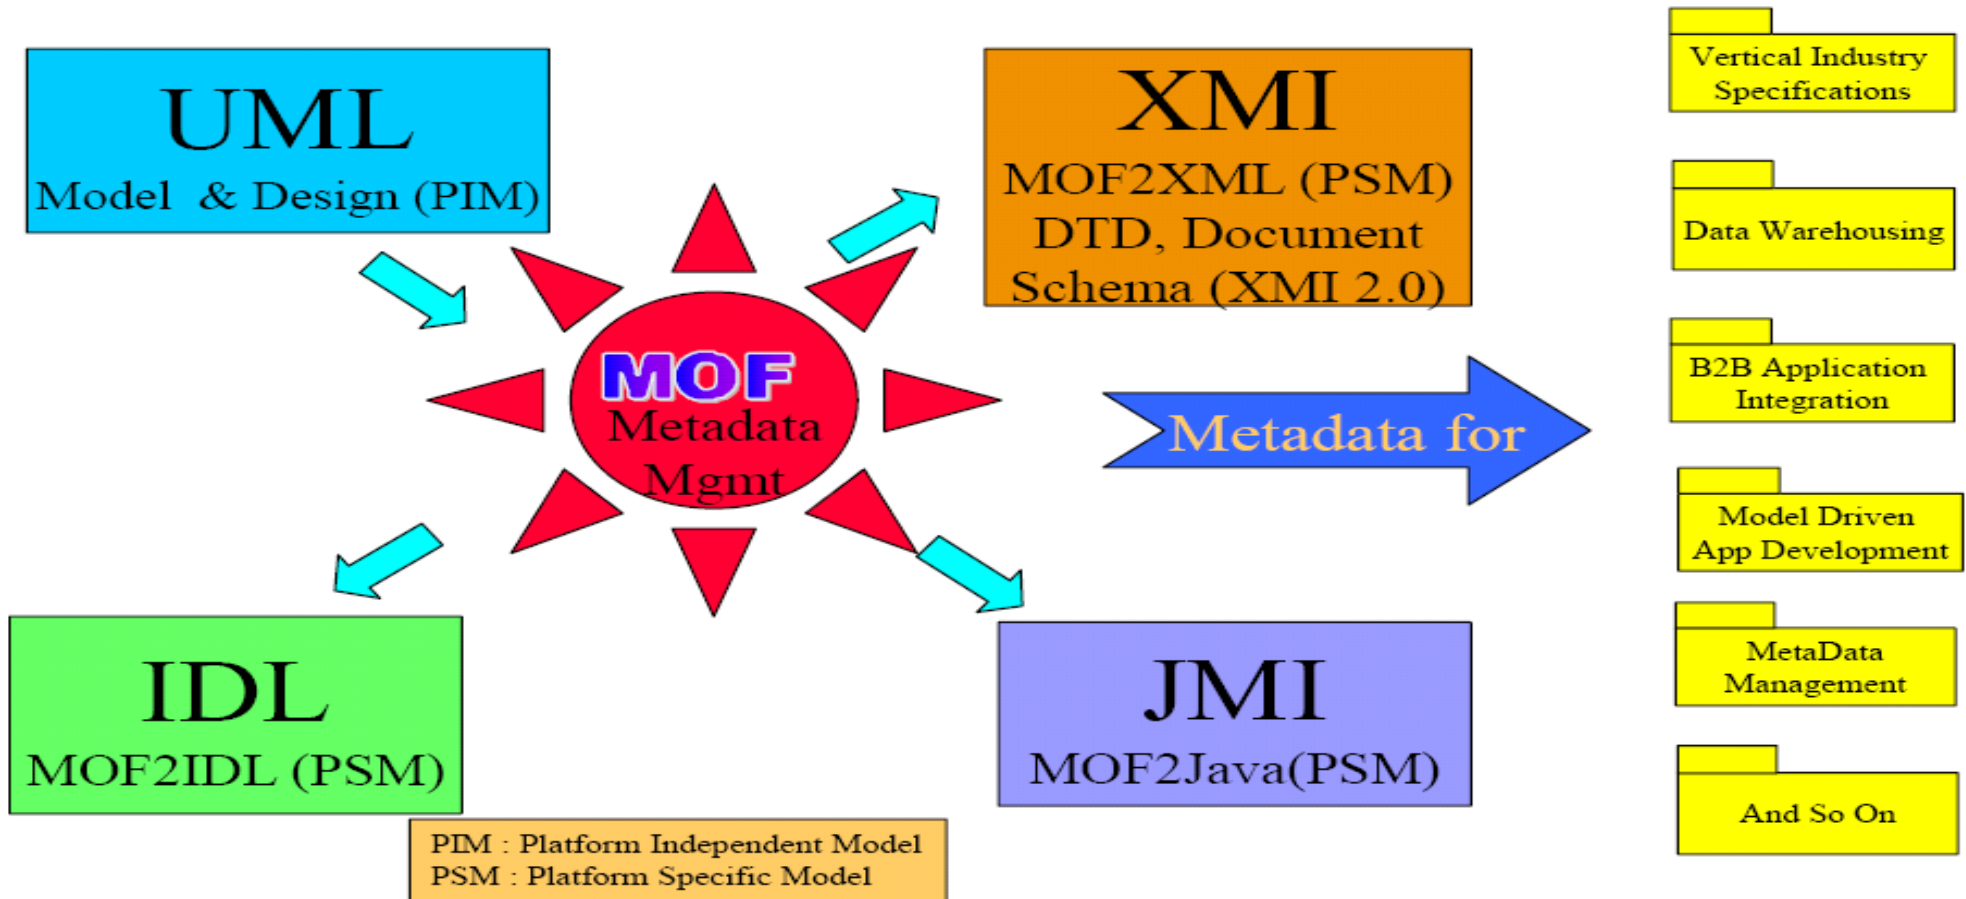 UML
Model & Design (PIM)
XMI
MOF2XML (PSM)
DTD, Document
Schema (XMI 2.0)
MOF
Metadata
Mgmt
Metadata for
IDL
MOF2IDL (PSM)
JMI
MOF2Java(PSM)
PIM : Platform Independent Model
PSM : Platform Specific Model
Vertical Industry
Specifications
Data Warehousing
B2B Application
Integration
Model Driven
App Development
MetaData
Management
And So On